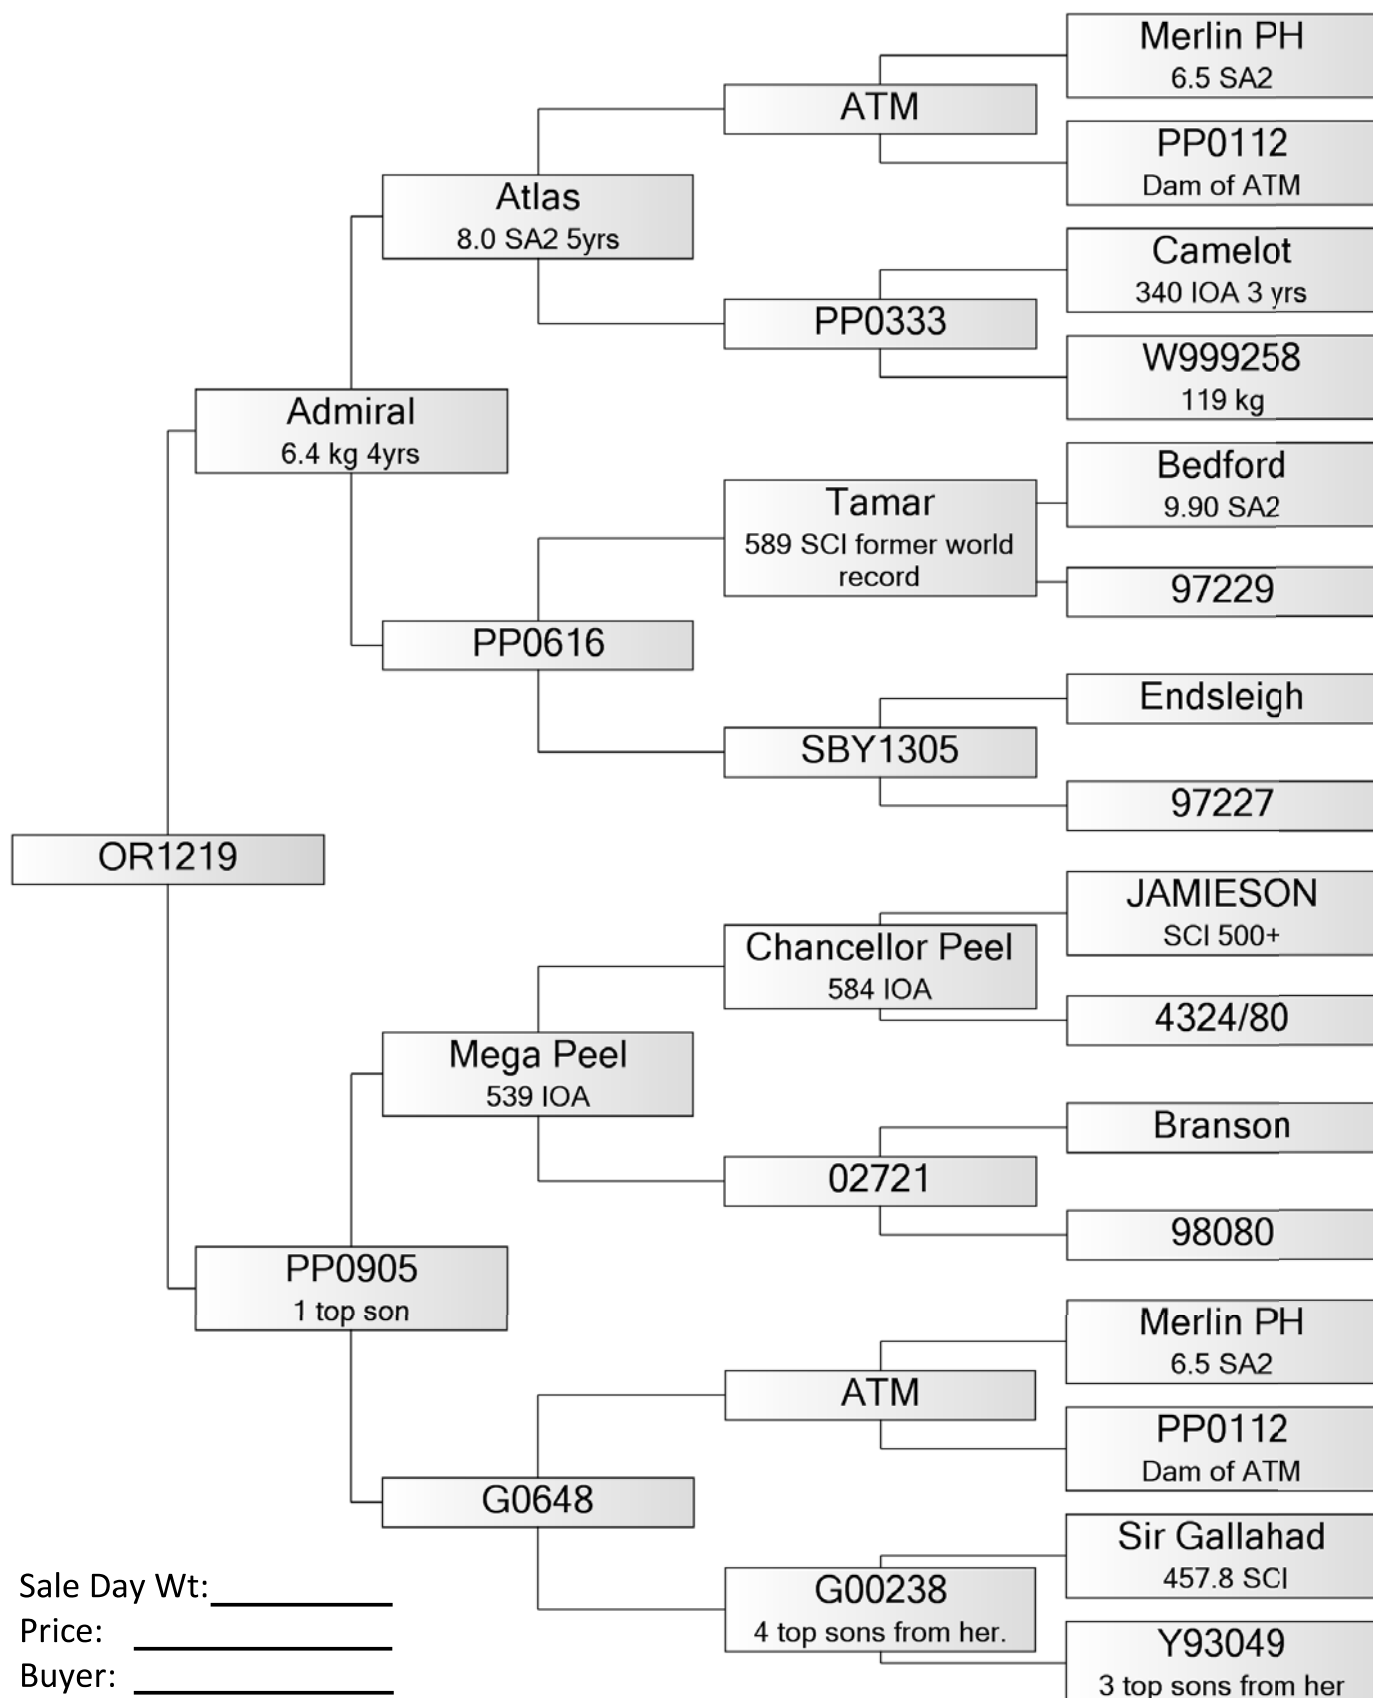 Merlin PH
6.5 SA2
ATM
PP0112
Dam of ATM
Atlas
8.0 SA2 5yrs
Camelot
340 IOA 3 yrs
PP0333
W999258
119 kg
Admiral
6.4 kg 4yrs
Bedford
9.90 SA2
Tamar
589 SCI former world
record
97229
PP0616
Endsleigh
SBY1305
97227
OR1219
JAMIESON
SCI 500+
Chancellor Peel
584 IOA
4324/80
Mega Peel
539 IOA
Branson
02721
98080
PP0905
1 top son
Merlin PH
6.5 SA2
ATM
PP0112
Dam of ATM
G0648
Sir Gallahad
457.8 SCI
G00238
4 top sons from her.
Y93049
3 top sons from her
Sale Day Wt:
Price:
Buyer: